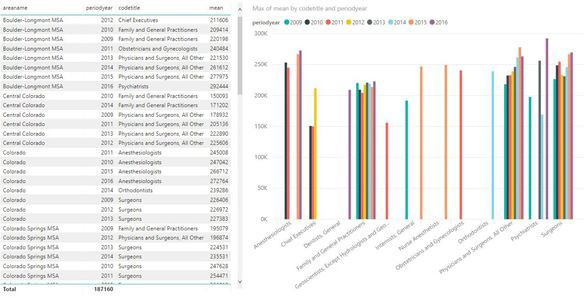 areaname periodyear codetitle mean
Boulder-Longmont MSA 2012 Chief Executives 211606
Boulder-Longmont MSA 2010 Family and General Practitioners 209414
Boulder-Longmont MSA 2009 Family and General Practitioners 220198
Boulder-Longmont MSA 2011 Obstetricians and Gynecologists 240484
Boulder-Longmont MSA 2013 Physicians and Surgeons, All Other 221530
Boulder-Longmont MSA 2014 Physicians and Surgeons, All Other 261612
Boulder-Longmont MSA 2015 Physicians and Surgeons, All Other 277975
Boulder-Longmont MSA 2016 Psychiatrists 292444
Central Colorado 2010 Family and General Practitioners 150093
Central Colorado 2014 Family and General Practitioners 171202
Central Colorado 2009 Physicians and Surgeons, All Other 178932
Central Colorado 2011 Physicians and Surgeons, All Other 205136
Central Colorado 2013 Physicians and Surgeons, All Other 222890
Central Colorado 2012 Physicians and Surgeons, All Other 225606
Colorado 2011 Anesthesiologists 245008
Colorado 2010 Anesthesiologists 247042
Colorado 2015 Anesthesiologists 266712
Colorado 2016 Anesthesiologists 272764
Colorado 2014 Orthodontists 239286
Colorado 2009 Surgeons 226406
Colorado 2012 Surgeons 226972
Colorado 2013 Surgeons 227383
Colorado Springs MSA 2009 Family and General Practitioners 195079
Colorado Springs MSA 2012 Physicians and Surgeons, All Other 196874
Colorado Springs MSA 2013 Surgeons 224531
Colorado Springs MSA 2014 Surgeons 235531
Colorado Springs MSA 2010 Surgeons 247628
Colorado Springs MSA 2011 Surgeons 254471
Total 187160
Max of mean by codetitle and periodyear
periodyear 2009 2010 2011 2012 2013 2014 2015 2016
300K
250K
200K
150K
100K
50K
0K
Anesthesiologists
Chief Executives
Dentists, General
Family and General Practitioners
Geoscientists, Except Hydrologists and Geo...
Internists, General
Nurse Anesthetists
Obstetricians and Gynecologists
Orthodontists
Physicians and Surgeons, All Other
Psychiatrists
Surgeons